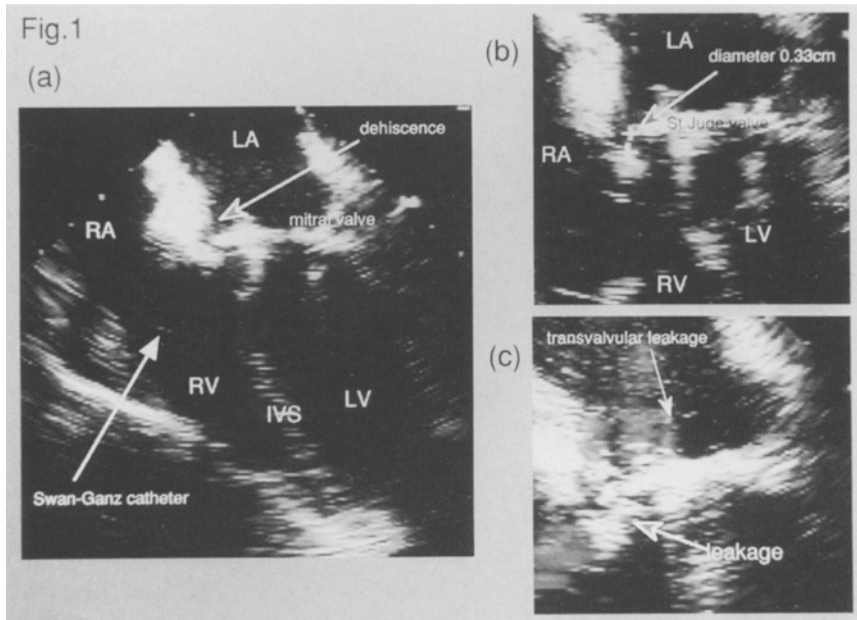 Fig.1
(a)
LA
dehiscence
RA
mitral valve
RV
IVS
LV
Swan-Ganz catheter
(b)
LA
diameter 0.33cm
St Jude valve
RA
LV
RV
(c)
transvalvular leakage
leakage